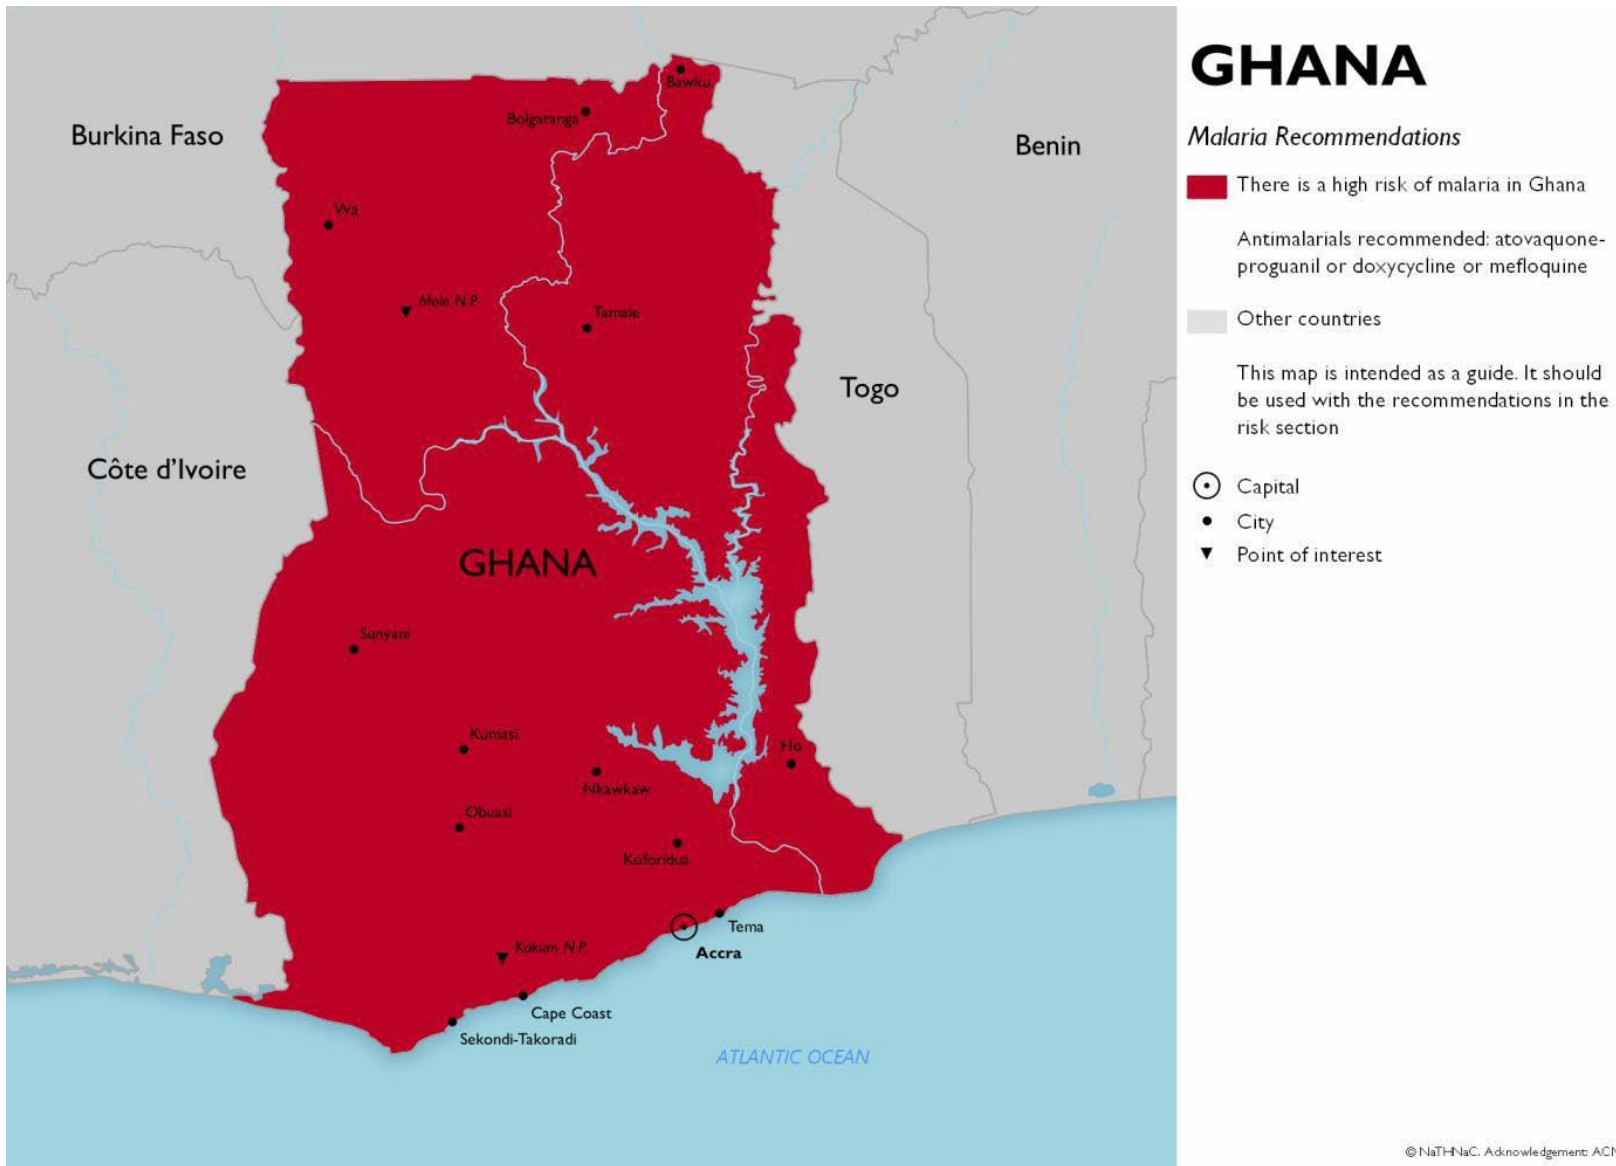 GHANA
Malaria Recommendations
There is a high risk of malaria in Ghana
Antimalarials recommended: atovaquone-
proguanil or doxycycline or mefloquine
Other countries
This map is intended as a guide. It should
be used with the recommendations in the
risk section
Capital
City
Point of interest
Burkina Faso
Benin
Togo
Côte d'Ivoire
GHANA
Bawku
Bolgatanga
Wa
Mole N.P
Tamale
Sunyani
Kumasi
Ho
Nkawkaw
Obuasi
Koforidua
Tema
Accra
Kakum N.P
Cape Coast
Sekondi-Takoradi
ATLANTIC OCEAN
© NaTHNaC. Acknowledgement: